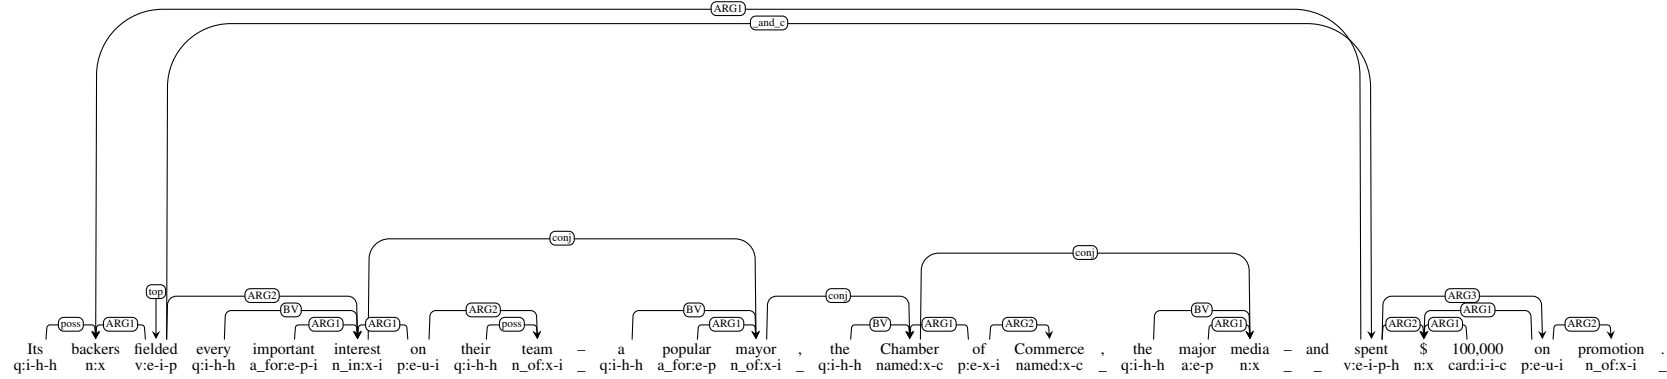 ARG1
_and_c
conj
conj
top
ARG2 BV ARG2 BV conj BV ARG3
poss ARG1 ARG1 ARG1 poss ARG1 BV ARG1 ARG2 ARG1 ARG2 ARG1 ARG1 ARG2
Its backers fielded every important interest on their team – a popular mayor , the Chamber of Commerce , the major media – and spent $ 100,000 on promotion .
q:i-h-h n:x v:e-i-p q:i-h-h a_for:e-p-i n_in:x-i p:e-u-i q:i-h-h n_of:x-i _ q:i-h-h a_for:e-p n_of:x-i _ q:i-h-h named:x-c p:e-x-i named:x-c _ q:i-h-h a:e-p n:x _ _ v:e-i-p-h n:x card:i-i-c p:e-u-i n_of:x-i _